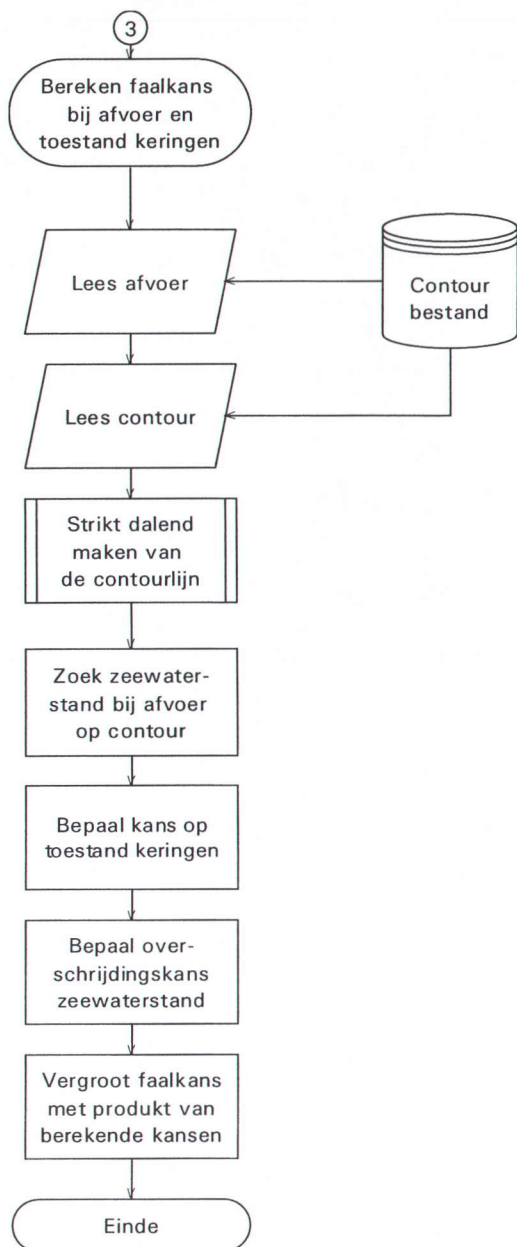 3
Bereken faalkans
bij afvoer en
toestand keringen
Lees afvoer
Contour
bestand
Lees contour
Strikt dalend
maken van
de contourlijn
Zoek zeewater-
stand bij afvoer
op contour
Bepaal kans op
toestand keringen
Bepaal over-
schrijdingskans
zeewaterstand
Vergroot faalkans
met produkt van
berekende kansen
Einde